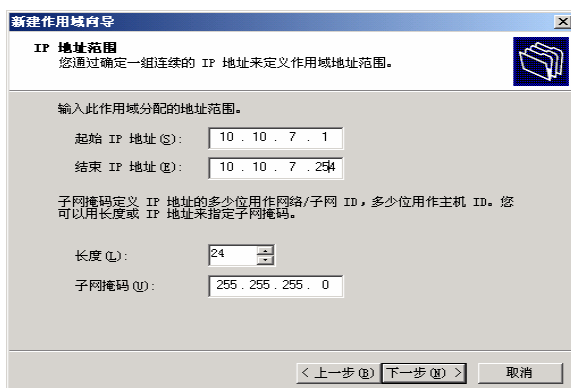 新建作用域向导
IP 地址范围
您通过确定一组连续的 IP 地址来定义作用域地址范围。
输入此作用域分配的地址范围。
起始 IP 地址(S): 10 . 10 . 7 . 1
结束 IP 地址(E): 10 . 10 . 7 . 254
子网掩码定义 IP 地址的多少位用作网络/子网 ID，多少位用作主机 ID。您
可以用长度或 IP 地址来指定子网掩码。
长度(L): 24
子网掩码(U): 255 . 255 . 255 . 0
< 上一步(B) 下一步(N) > 取消